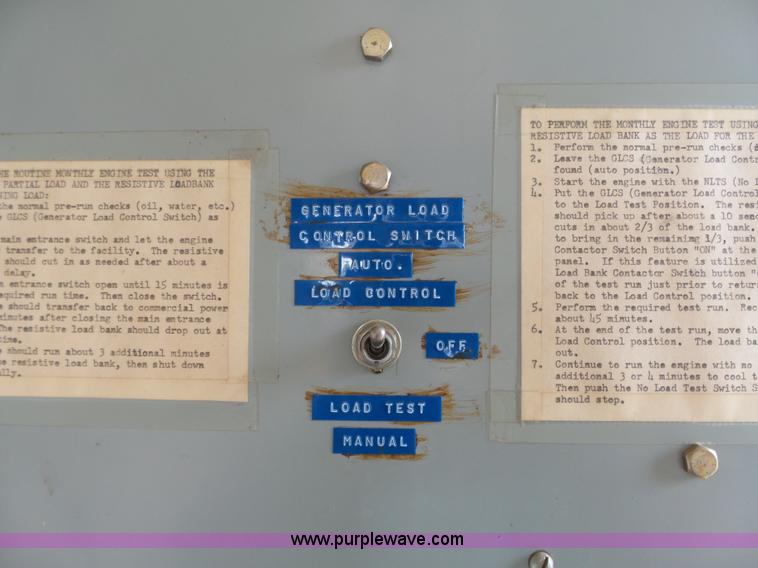 HE ROUTINE MONTHLY ENGINE TEST USING THE
PARTIAL LOAD AND THE RESISTIVE LOADBANK
NING LOAD:
the normal pre-run checks (oil, water, etc.)
GLCS (Generator Load Control Switch) as
main entrance switch and let the engine
transfer to the facility. The resistive
should cut in as needed after about a
delay.
entrance switch open until 15 minutes is
equired run time. Then close the switch.
should transfer back to commercial power
inutes after closing the main entrance
The resistive load bank should drop out at
time.
should run about 3 additional minutes
resistive load bank, then shut down
ally.
GENERATOR LOAD
CONTROL SWITCH
AUTO.
LOAD CONTROL
OFF
LOAD TEST
MANUAL
TO PERFORM THE MONTHLY ENGINE TEST USING
RESISTIVE LOAD BANK AS THE LOAD FOR THE
1. Perform the normal pre-run checks (
2. Leave the GLCS (Generator Load Contr
found (auto position.)
3. Start the engine with the NLTS (No L
4. Put the GLCS (Generator Load Control
to the Load Test Position. The resi
should pick up after about a 10 second
cuts in about 2/3 of the load bank.
to bring in the remaining 1/3, push
Contactor Switch Button "ON" at the
panel. If this feature is utilized
Load Bank Contactor Switch button "
of the test run just prior to return
back to the Load Control position.
5. Perform the required test run. Rec
about 45 minutes.
6. At the end of the test run, move th
Load Control position. The load ba
out.
7. Continue to run the engine with no
additional 3 or 4 minutes to cool
Then push the No Load Test Switch S
should stop.
www.purplewave.com